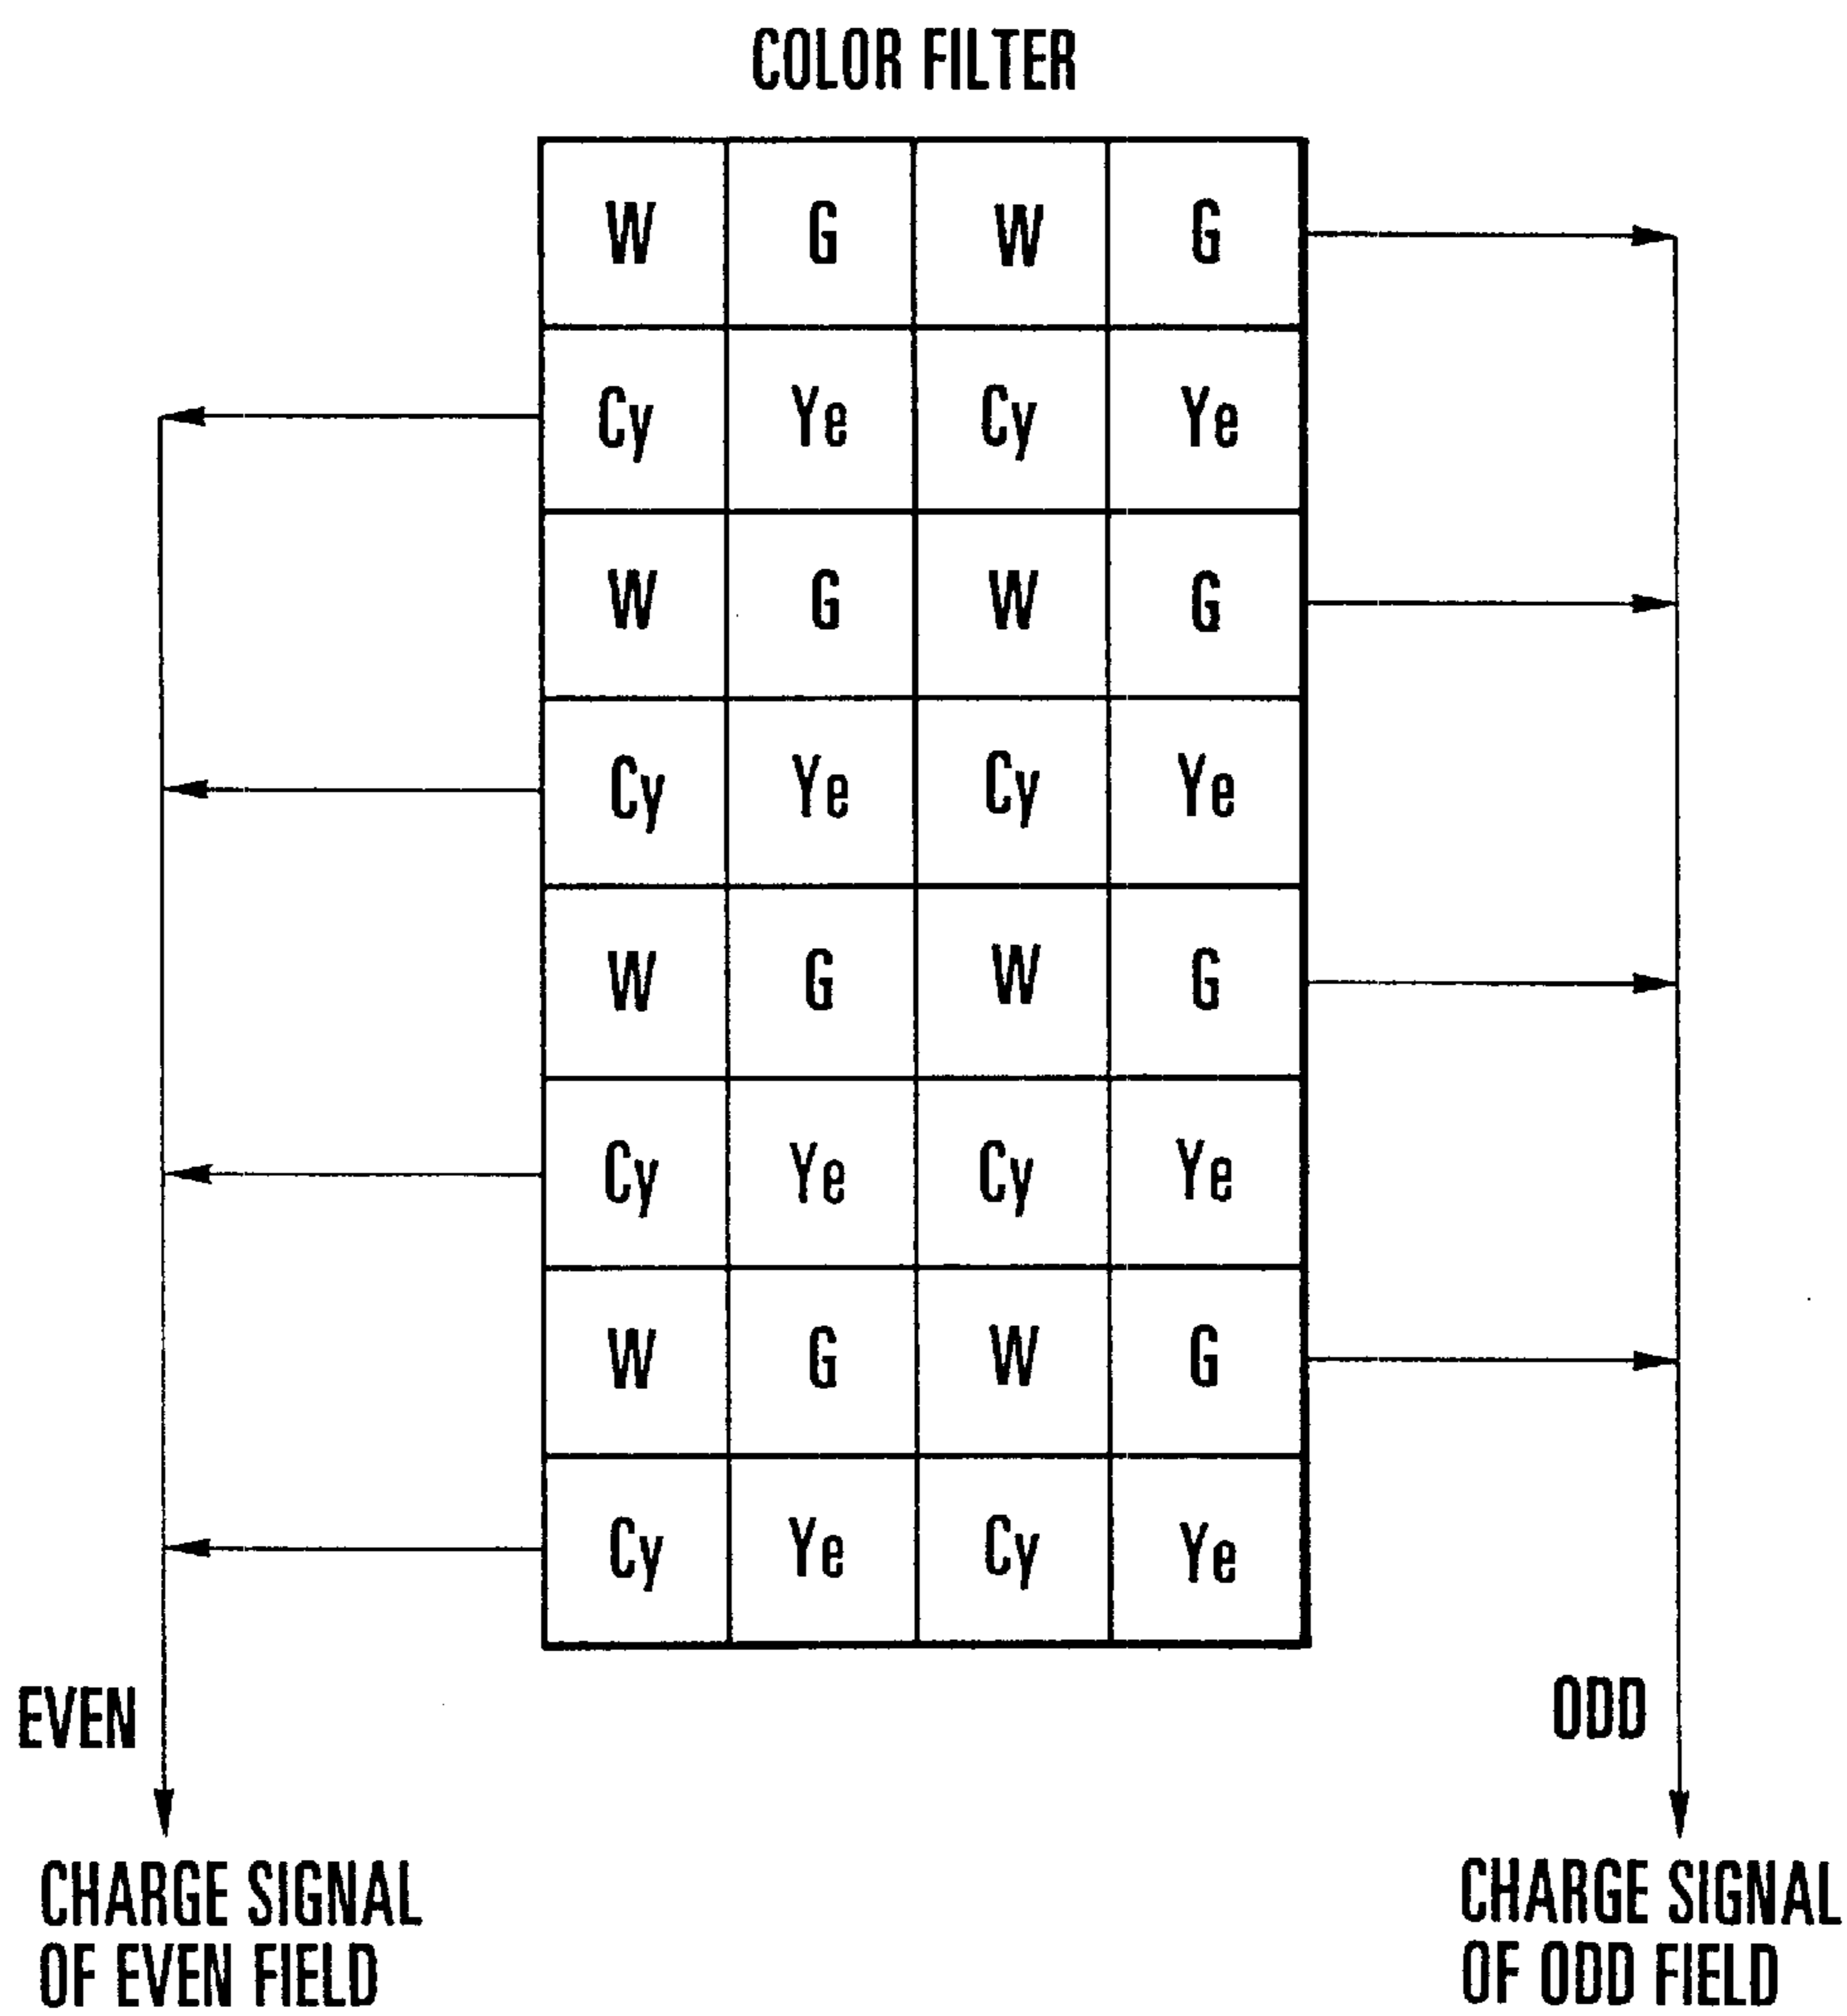 COLOR FILTER
W G W G
Cy Ye Cy Ye
W G W G
Cy Ye Cy Ye
W G W G
Cy Ye Cy Ye
W G W G
Cy Ye Cy Ye
EVEN
ODD
CHARGE SIGNAL
OF EVEN FIELD
CHARGE SIGNAL
OF ODD FIELD